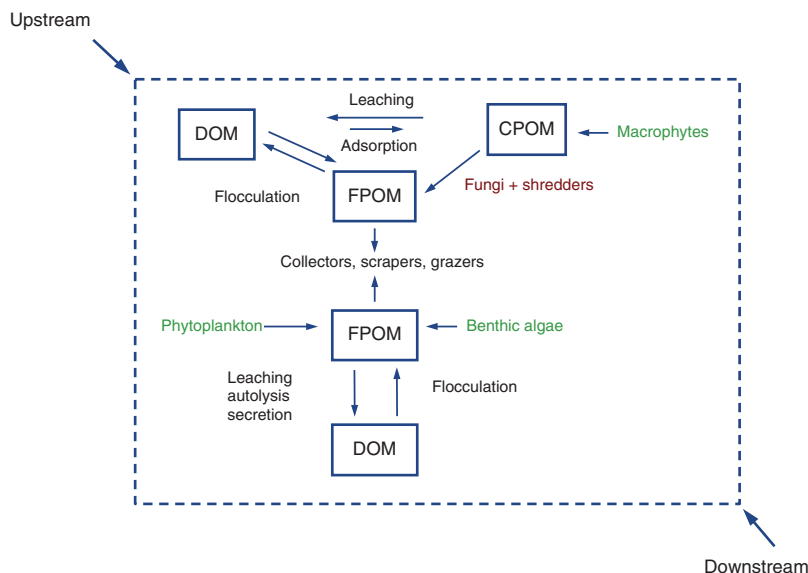 Upstream
Leaching
DOM
CPOM
Macrophytes
Adsorption
Flocculation
FPOM
Fungi + shredders
Collectors, scrapers, grazers
Phytoplankton
FPOM
Benthic algae
Leaching
autolysis
secretion
Flocculation
DOM
Downstream